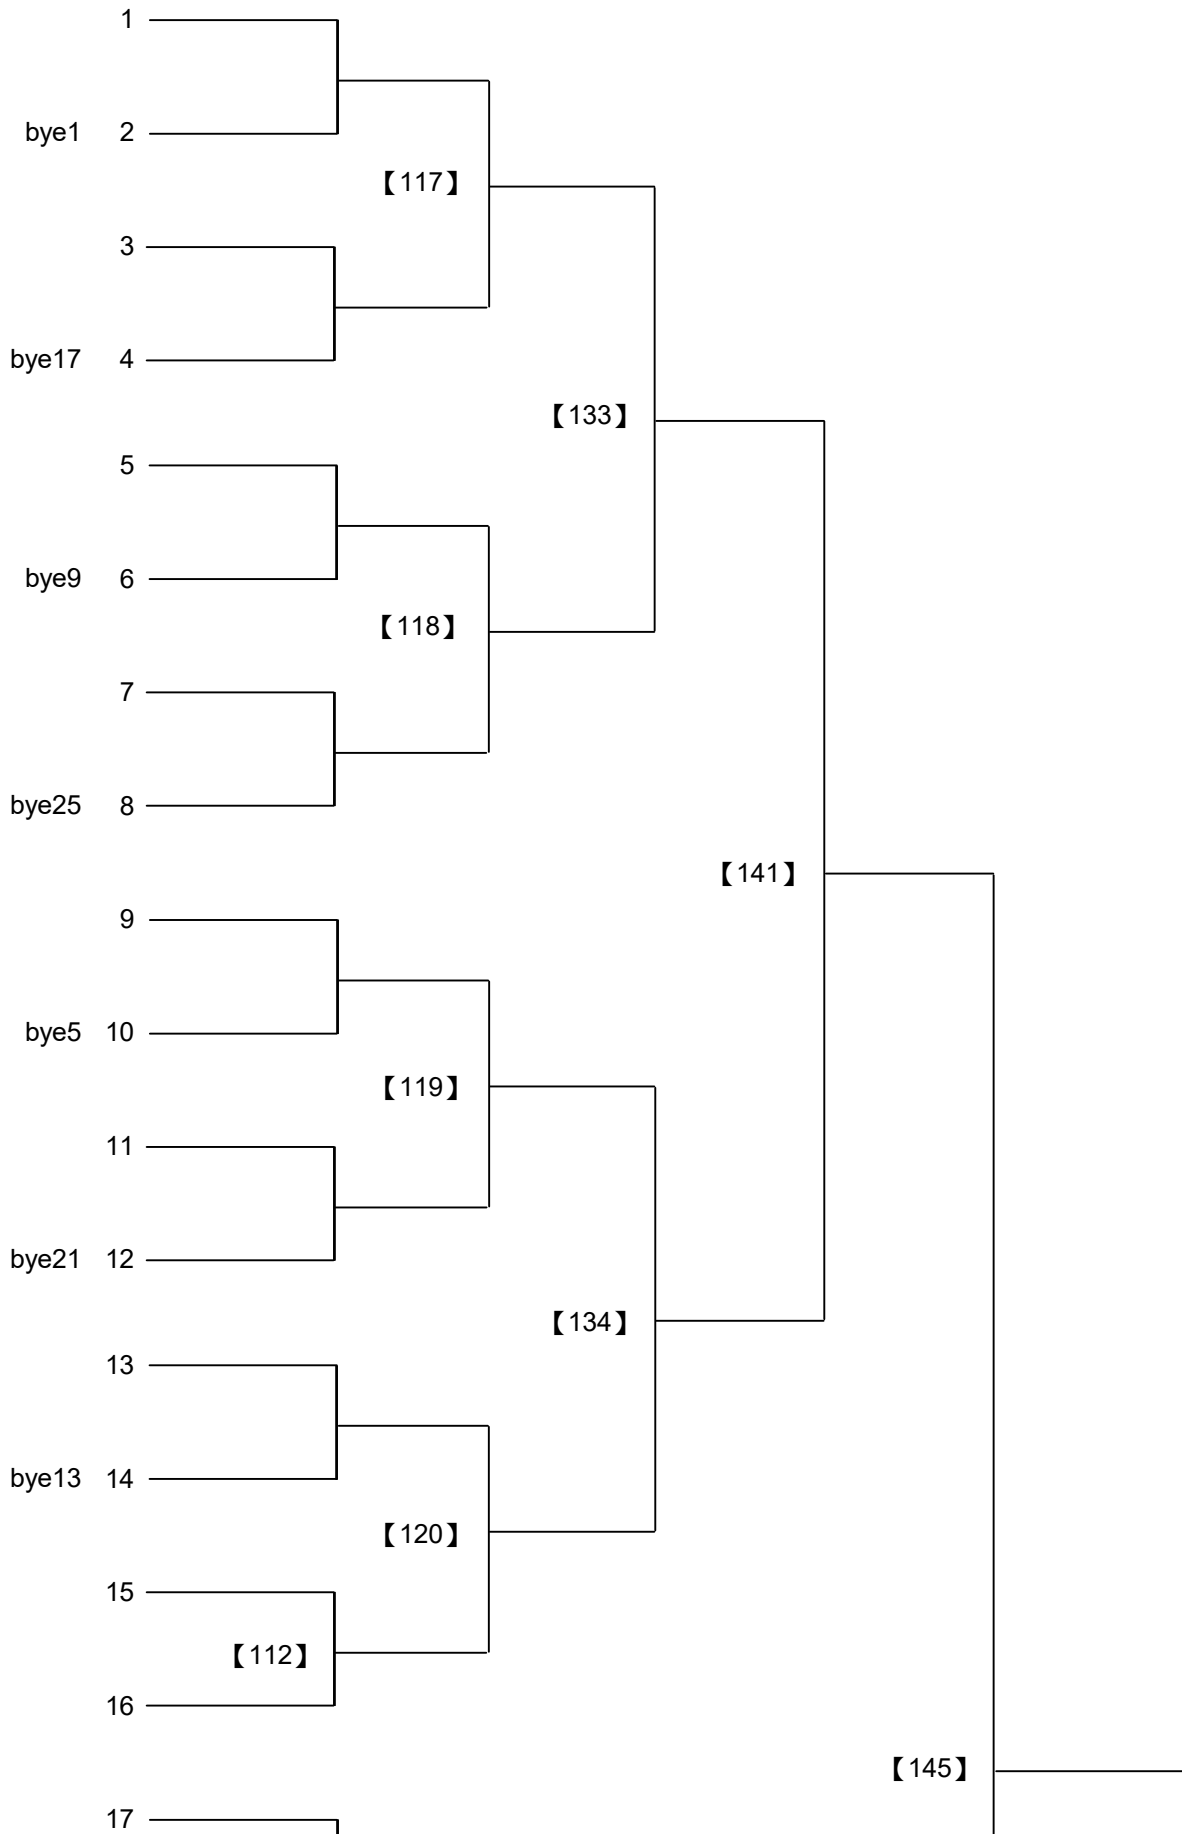 1
bye1 2
【117】
3
bye17 4
【133】
5
bye9 6
【118】
7
bye25 8
【141】
9
bye5 10
【119】
11
bye21 12
【134】
13
bye13 14
【120】
15
【112】
16
【145】
17